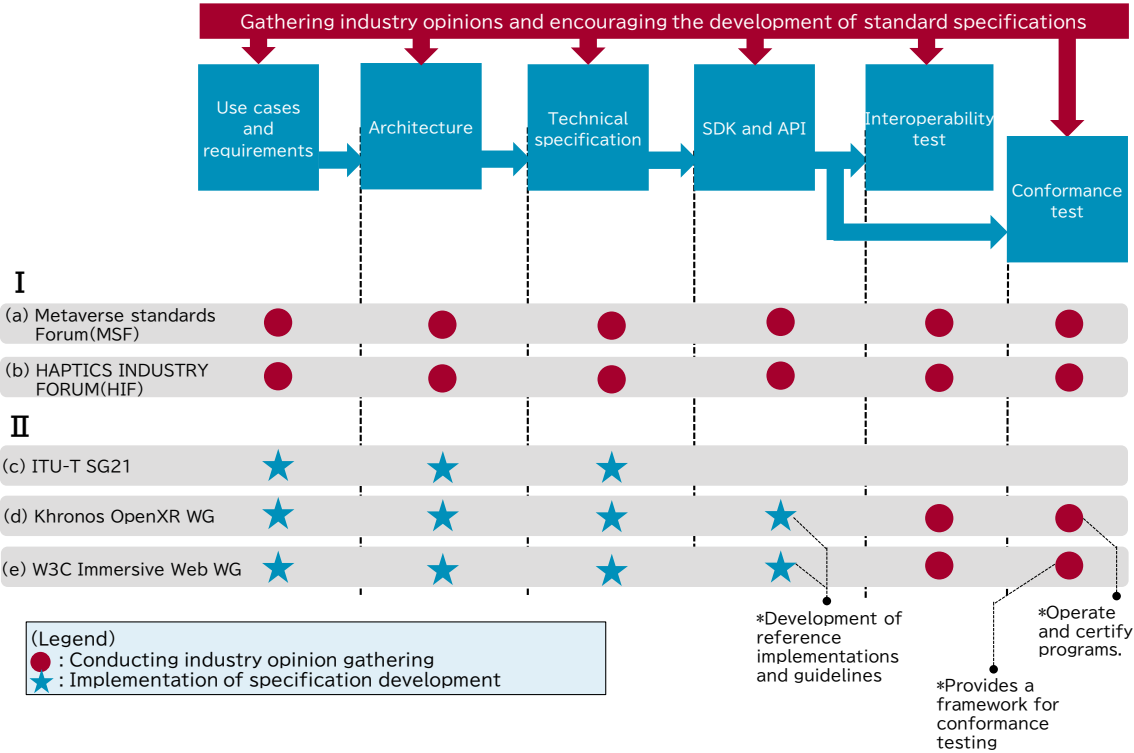 Gathering industry opinions and encouraging the development of standard specifications
Use cases
and
requirements
Architecture
Technical
specification
SDK and API
Interoperability
test
Conformance
test
Ⅰ
(a) Metaverse standards
Forum(MSF)
(b) HAPTICS INDUSTRY
FORUM(HIF)
Ⅱ
(c) ITU-T SG21
(d) Khronos OpenXR WG
(e) W3C Immersive Web WG
(Legend)
: Conducting industry opinion gathering
: Implementation of specification development
*Development of
reference
implementations
and guidelines
*Provides a
framework for
conformance
testing
*Operate
and certify
programs.